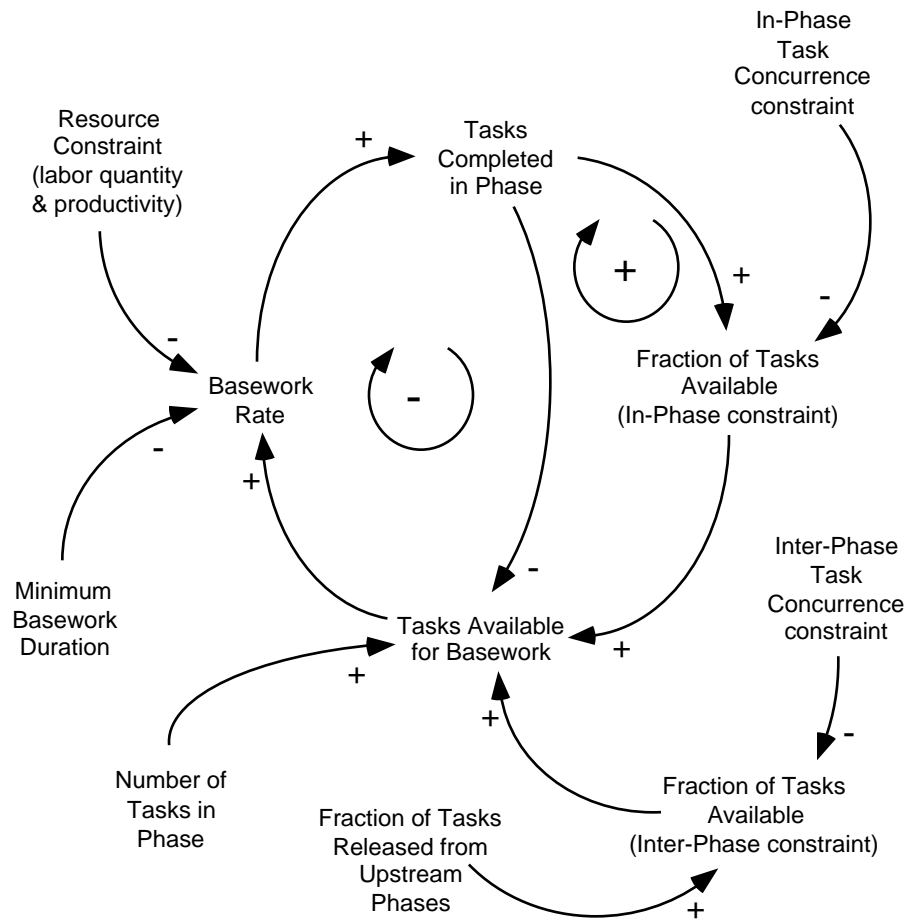 In-Phase
Task
Concurrence
constraint
Resource
Constraint
(labor quantity
& productivity)
+
Tasks
Completed
in Phase
+
+
-
-
Fraction of Tasks
Available
(In-Phase constraint)
Basework
Rate
-
-
+
Inter-Phase
Task
Concurrence
constraint
-
Minimum
Basework
Duration
Tasks Available
for Basework
+
+
+
-
Number of
Tasks in
Phase
Fraction of Tasks
Available
(Inter-Phase constraint)
Fraction of Tasks
Released from
Upstream
Phases
+